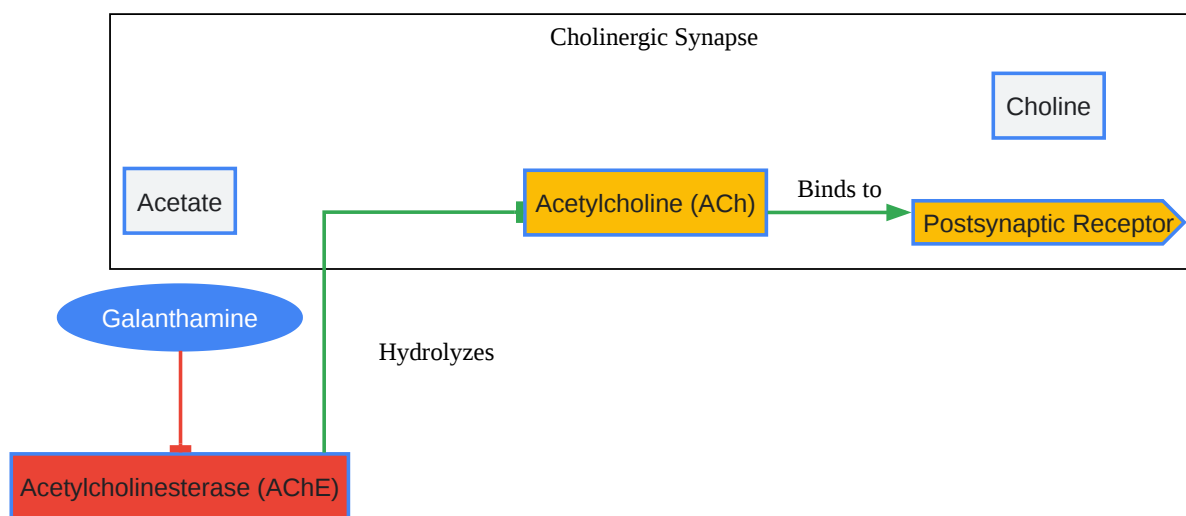 Cholinergic Synapse
Choline
Acetate
Acetylcholine (ACh)
Binds to
Postsynaptic Receptor
Galanthamine
Hydrolyzes
Acetylcholinesterase (AChE)